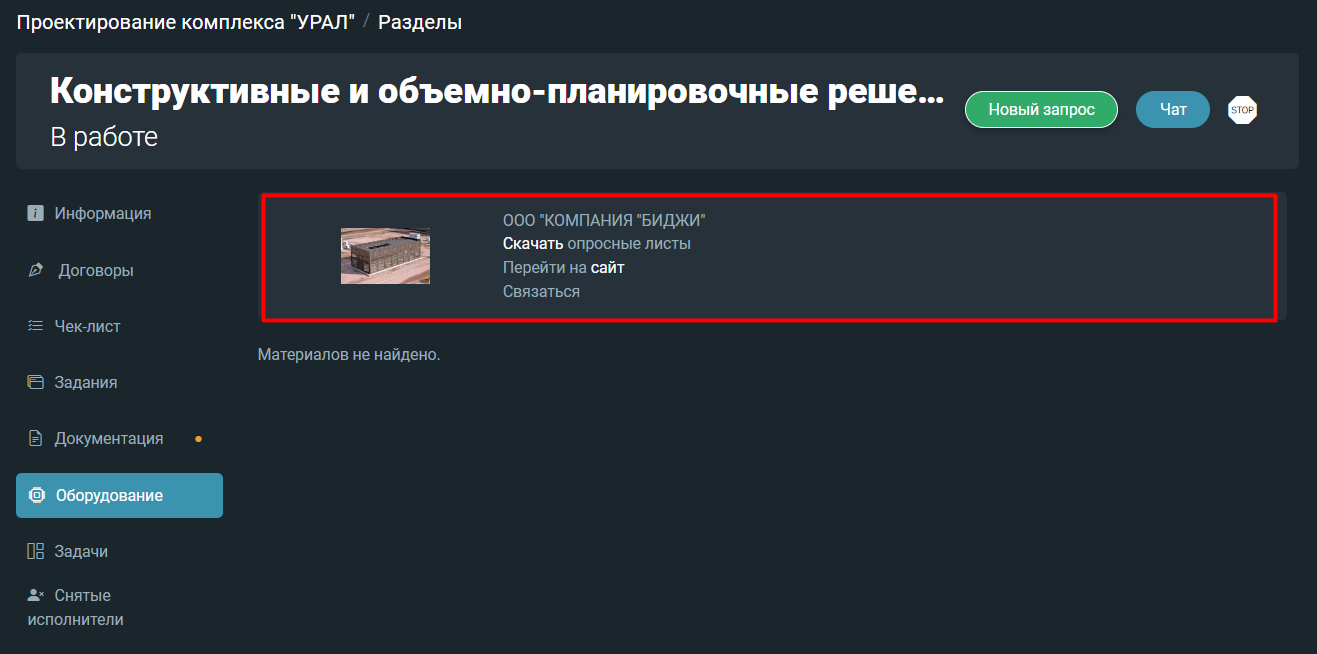 Проектирование комплекса "УРАЛ" / Разделы
Конструктивные и объемно-планировочные реше...
В работе
Новый запрос
Чат
STOP
Информация
Договоры
Чек-лист
Задания
Документация
Оборудование
Задачи
Снятые
исполнители
ООО "КОМПАНИЯ "БИДЖИ"
Скачать опросные листы
Перейти на сайт
Связаться
Материалов не найдено.